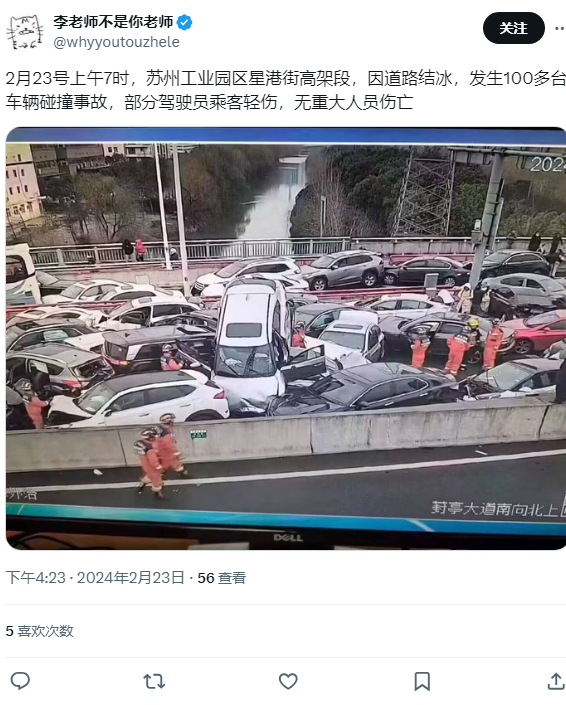 李老师不是你老师
@whyyoutouzhele
关注
2月23号上午7时，苏州工业园区星港街高架段，因道路结冰，发生100多台
车辆碰撞事故，部分驾驶员乘客轻伤，无重大人员伤亡
202
葑亭大道南向北上
DELL
下午4:23 · 2024年2月23日 · 56 查看
5 喜欢次数